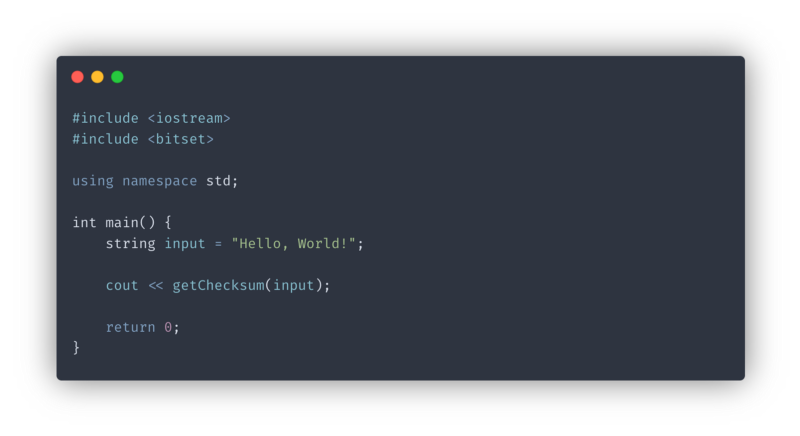 #include <iostream>
#include <bitset>
using namespace std;
int main() {
string input = "Hello, World!";
cout << getChecksum(input);
return 0;
}